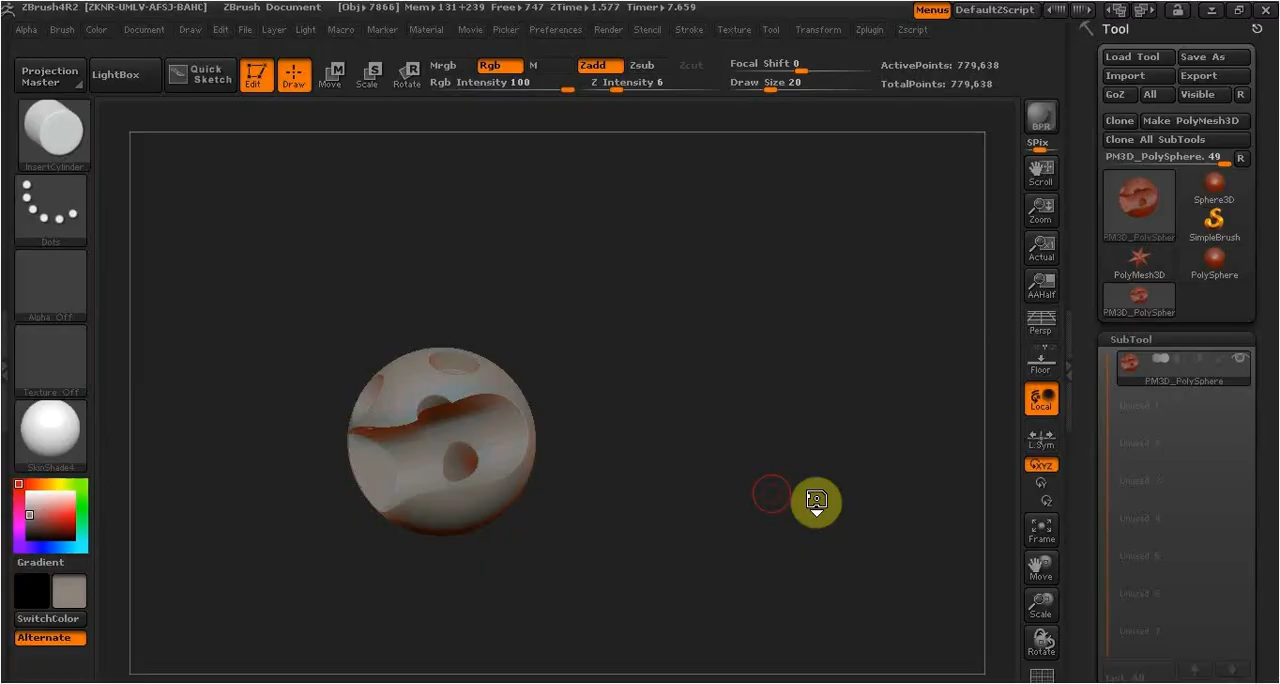 ZBrush4R2 [ZKNR-UMLV-AFSJ-BAHC] ZBrush Document [Obj▸7866] Mem▸131+239 Free▸747 ZTime▸1.577 Timer▸7.659 Menus DefaultZScript
Alpha Brush Color Document Draw Edit File Layer Light Macro Marker Material Movie Picker Preferences Render Stencil Stroke Texture Tool Transform Zplugin Zscript
Projection Master
LightBox
Quick Sketch
Edit
Draw
Move
Scale
Rotate
Mrgb Rgb M
Rgb Intensity 100
Zadd Zsub Zcut
Z Intensity 6
Focal Shift 0
Draw Size 20
ActivePoints: 779,638
TotalPoints: 779,638
InsertCylinder
Dots
Alpha Off
Texture Off
SkinShade4
Gradient
SwitchColor
Alternate
BPR
SPix
Scroll
Zoom
Actual
AAHalf
Persp
Floor
Local
L.Sym
XYZ
Y
Z
Frame
Move
Scale
Rotate
Tool
Load Tool Save As
Import Export
GoZ All Visible R
Clone Make PolyMesh3D
Clone All SubTools
PM3D_PolySphere. 49 R
PM3D_PolySpher
Sphere3D
SimpleBrush
PolyMesh3D
PolySphere
PM3D_PolySpher
SubTool
PM3D_PolySphere